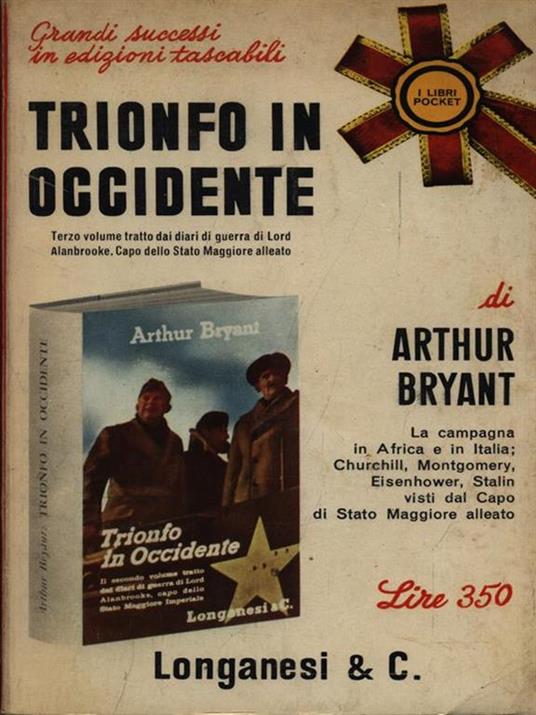 Grandi successi
in edizioni tascabili
I LIBRI
POCKET
TRIONFO IN
OCCIDENTE
Terzo volume tratto dai diari di guerra di Lord
Alanbrooke, Capo dello Stato Maggiore alleato
di
ARTHUR
BRYANT
La campagna
in Africa e in Italia;
Churchill, Montgomery,
Eisenhower, Stalin
visti dal Capo
di Stato Maggiore alleato
Arthur Bryant: TRIONFO IN OCCIDENTE
Arthur Bryant
Trionfo
in Occidente
Il secondo volume tratto
dai diari di guerra di Lord
Alanbrooke, capo dello
Stato Maggiore Imperiale
Longanesi & C.
Lire 350
Longanesi & C.